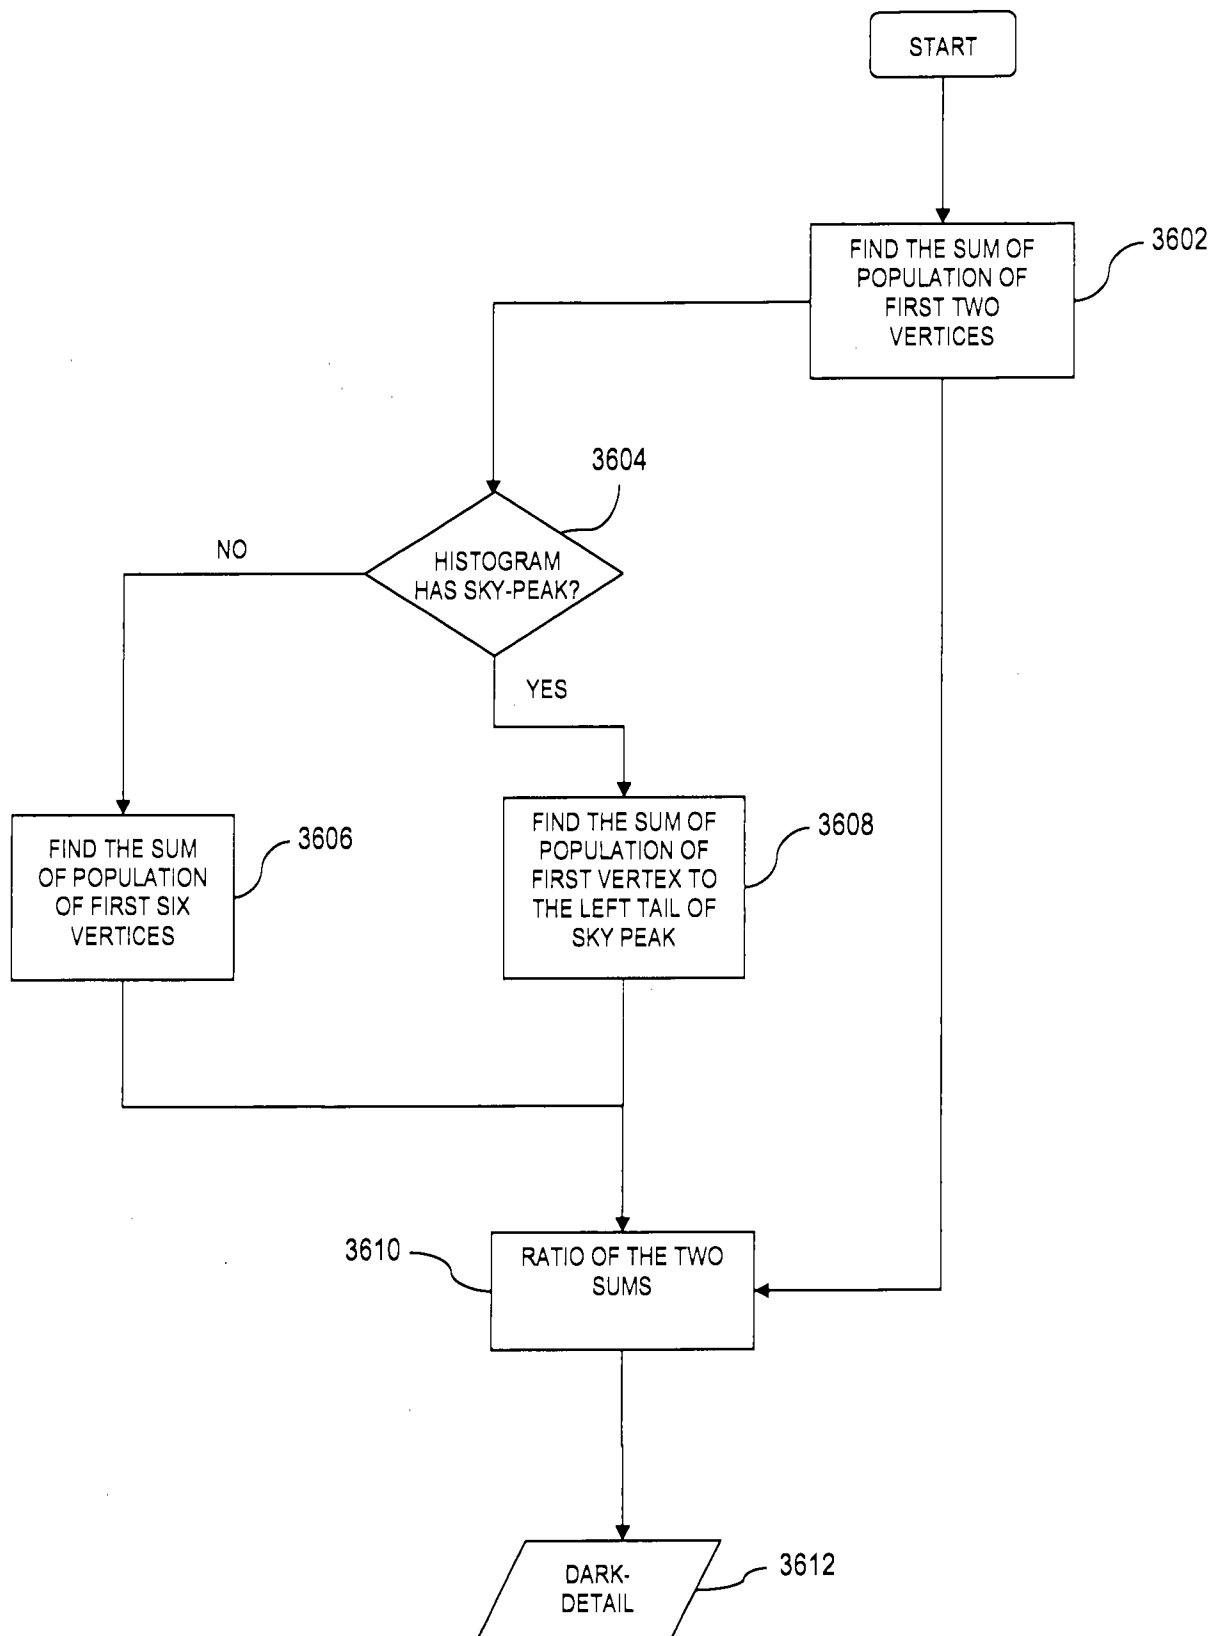 START
FIND THE SUM OF
POPULATION OF
FIRST TWO
VERTICES
3602
3604
HISTOGRAM
HAS SKY-PEAK?
NO
YES
FIND THE SUM
OF POPULATION
OF FIRST SIX
VERTICES
3606
FIND THE SUM OF
POPULATION OF
FIRST VERTEX TO
THE LEFT TAIL OF
SKY PEAK
3608
3610
RATIO OF THE TWO
SUMS
DARK-
DETAIL
3612